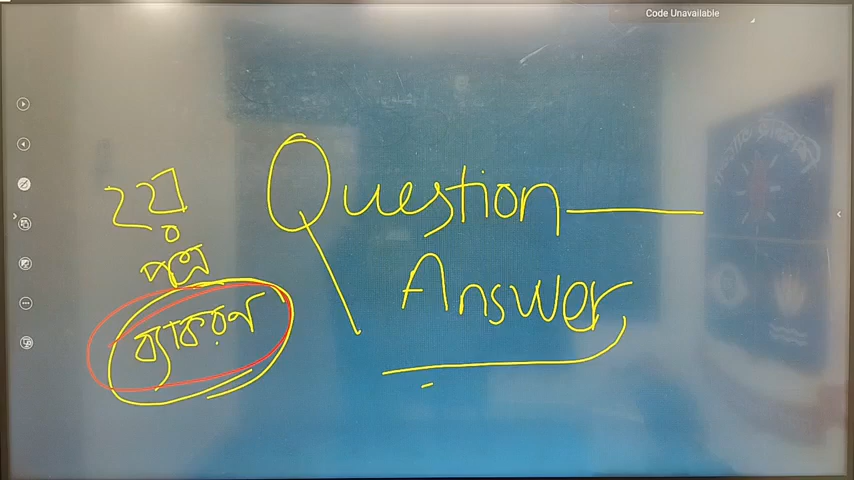 Code Unavailable
২য়
পত্র
ব্যাকরণ
Question
Answer